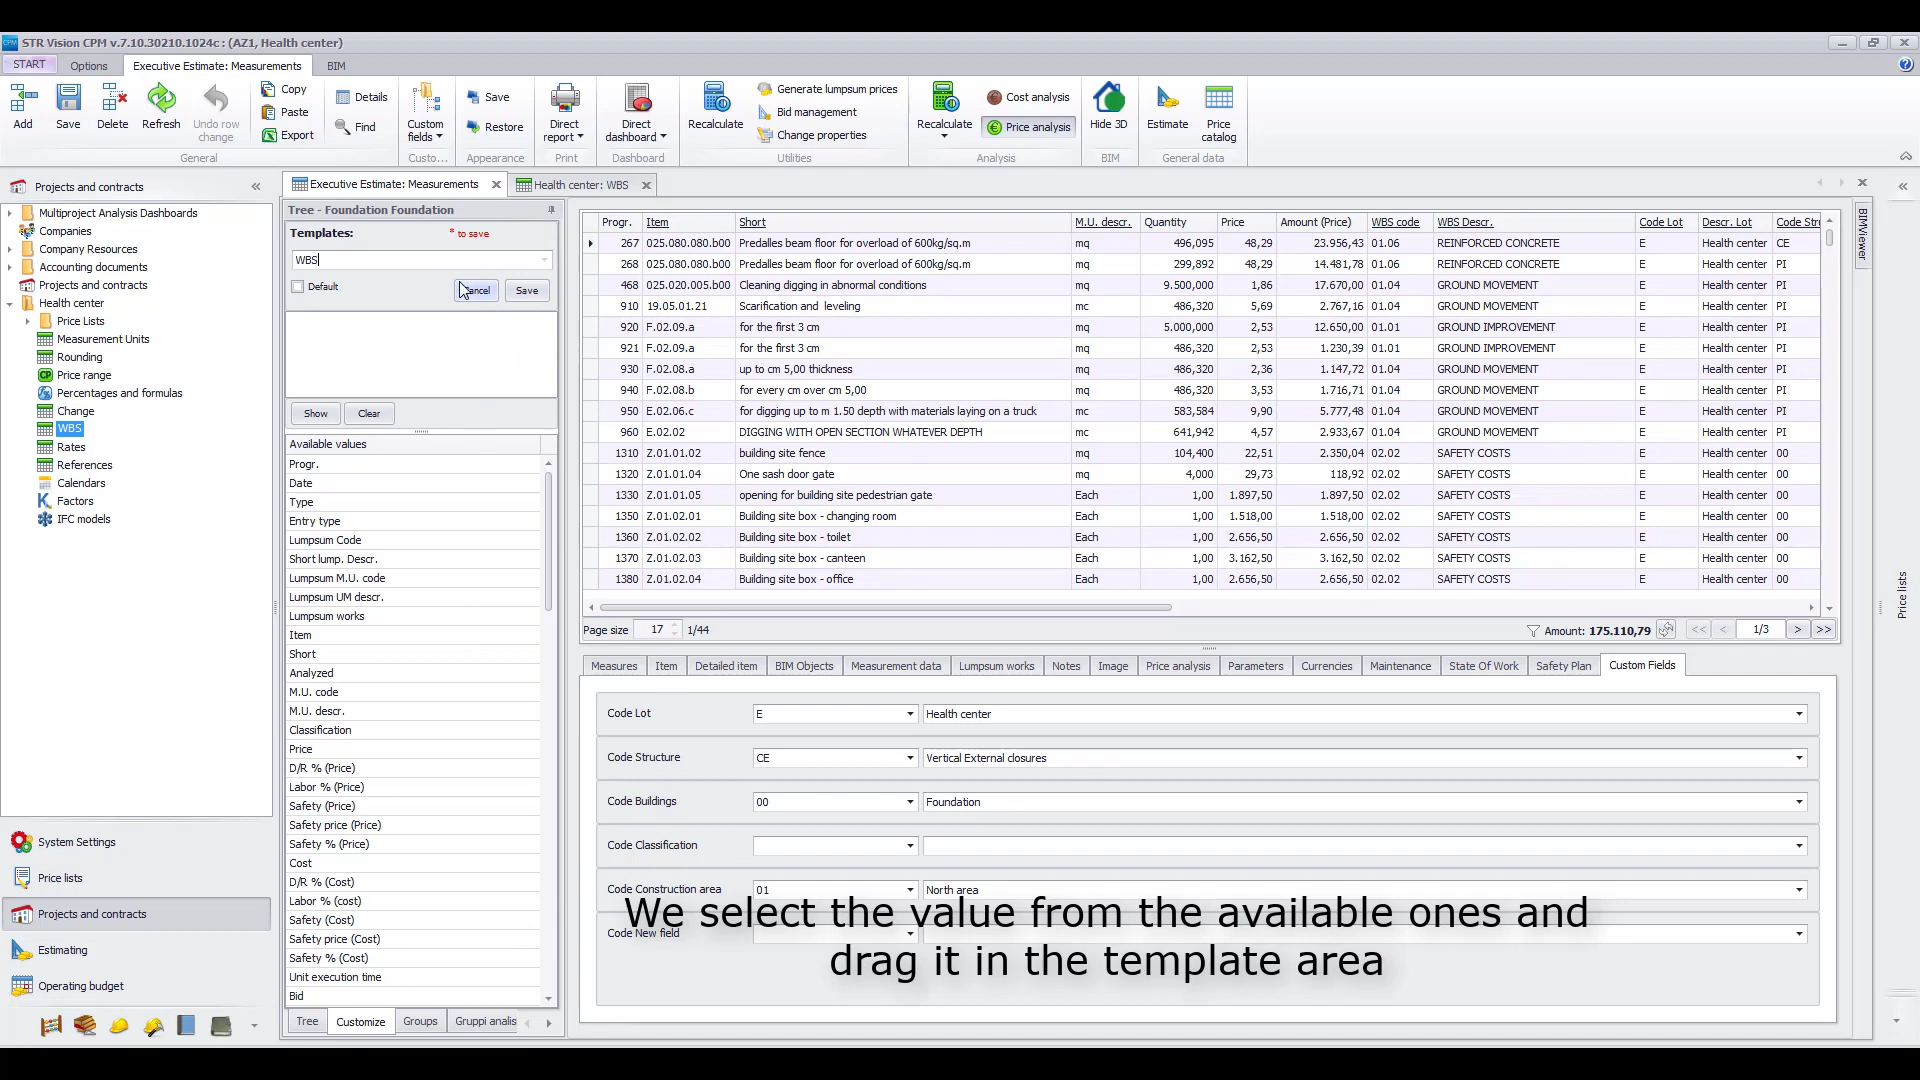 STR Vision CPM v.7.10.30210.1024c : (AZ1, Health center)
START Options Executive Estimate: Measurements BIM
Add Save Delete Refresh Undo row change Copy Paste Export General
Details Find
Custom fields Custo...
Save Restore Appearance
Direct report Print
Direct dashboard Dashboard
Recalculate Generate lumpsum prices Bid management Change properties Utilities
Recalculate Cost analysis Price analysis Analysis
Hide 3D BIM
Estimate Price catalog General data
Projects and contracts
Multiproject Analysis Dashboards
Companies
Company Resources
Accounting documents
Projects and contracts
Health center
Price Lists
Measurement Units
Rounding
Price range
Percentages and formulas
Change
WBS
Rates
References
Calendars
Factors
IFC models
System Settings
Price lists
Projects and contracts
Estimating
Operating budget
Executive Estimate: Measurements Health center: WBS
Tree - Foundation Foundation
Templates: * to save
WBS
Default Cancel Save
Show Clear
Available values
Progr.
Date
Type
Entry type
Lumpsum Code
Short lump. Descr.
Lumpsum M.U. code
Lumpsum UM descr.
Lumpsum works
Item
Short
Analyzed
M.U. code
M.U. descr.
Classification
Price
D/R % (Price)
Labor % (Price)
Safety (Price)
Safety price (Price)
Safety % (Price)
Cost
D/R % (Cost)
Labor % (cost)
Safety (Cost)
Safety price (Cost)
Safety % (Cost)
Unit execution time
Bid
Tree Customize Groups Gruppi analis
Progr. Item Short M.U. descr. Quantity Price Amount (Price) WBS code WBS Descr. Code Lot Descr. Lot Code Str
267 025.080.080.b00 Predalles beam floor for overload of 600kg/sq.m mq 496,095 48,29 23.956,43 01.06 REINFORCED CONCRETE E Health center CE
268 025.080.080.b00 Predalles beam floor for overload of 600kg/sq.m mq 299,892 48,29 14.481,78 01.06 REINFORCED CONCRETE E Health center PI
468 025.020.005.b00 Cleaning digging in abnormal conditions mq 9.500,000 1,86 17.670,00 01.04 GROUND MOVEMENT E Health center PI
910 19.05.01.21 Scarification and leveling mc 486,320 5,69 2.767,16 01.04 GROUND MOVEMENT E Health center PI
920 F.02.09.a for the first 3 cm mq 5.000,000 2,53 12.650,00 01.01 GROUND IMPROVEMENT E Health center PI
921 F.02.09.a for the first 3 cm mq 486,320 2,53 1.230,39 01.01 GROUND IMPROVEMENT E Health center PI
930 F.02.08.a up to cm 5,00 thickness mq 486,320 2,36 1.147,72 01.04 GROUND MOVEMENT E Health center PI
940 F.02.08.b for every cm over cm 5,00 mq 486,320 3,53 1.716,71 01.04 GROUND MOVEMENT E Health center PI
950 E.02.06.c for digging up to m 1.50 depth with materials laying on a truck mc 583,584 9,90 5.777,48 01.04 GROUND MOVEMENT E Health center PI
960 E.02.02 DIGGING WITH OPEN SECTION WHATEVER DEPTH mc 641,942 4,57 2.933,67 01.04 GROUND MOVEMENT E Health center PI
1310 Z.01.01.02 building site fence mq 104,400 22,51 2.350,04 02.02 SAFETY COSTS E Health center 00
1320 Z.01.01.04 One sash door gate mq 4,000 29,73 118,92 02.02 SAFETY COSTS E Health center 00
1330 Z.01.01.05 opening for building site pedestrian gate Each 1,00 1.897,50 1.897,50 02.02 SAFETY COSTS E Health center 00
1350 Z.01.02.01 Building site box - changing room Each 1,00 1.518,00 1.518,00 02.02 SAFETY COSTS E Health center 00
1360 Z.01.02.02 Building site box - toilet Each 1,00 2.656,50 2.656,50 02.02 SAFETY COSTS E Health center 00
1370 Z.01.02.03 Building site box - canteen Each 1,00 3.162,50 3.162,50 02.02 SAFETY COSTS E Health center 00
1380 Z.01.02.04 Building site box - office Each 1,00 2.656,50 2.656,50 02.02 SAFETY COSTS E Health center 00
Page size 17 1/44 Amount: 175.110,79 << < 1/3 > >>
Measures Item Detailed item BIM Objects Measurement data Lumpsum works Notes Image Price analysis Parameters Currencies Maintenance State Of Work Safety Plan Custom Fields
Code Lot E Health center
Code Structure CE Vertical External closures
Code Buildings 00 Foundation
Code Classification
Code Construction area 01 North area
Code New field
We select the value from the available ones and
drag it in the template area
BIMViewer
Price lists